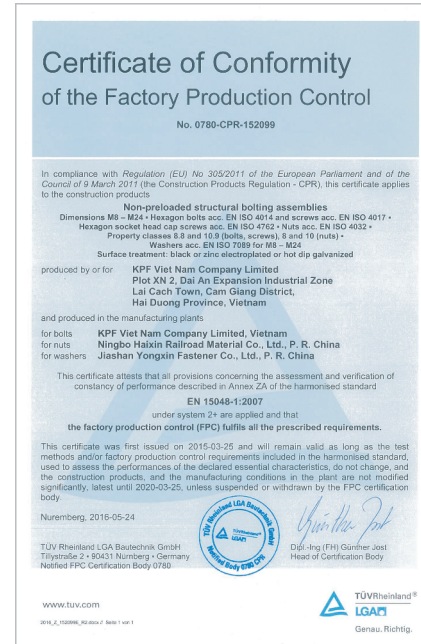 Certificate of Conformity
of the Factory Production Control
No. 0780-CPR-152099
In compliance with Regulation (EU) No 305/2011 of the European Parliament and of the
Council of 9 March 2011 (the Construction Products Regulation - CPR), this certificate applies
to the construction products
Non-preloaded structural bolting assemblies
Dimensions M8 – M24 • Hexagon bolts acc. EN ISO 4014 and screws acc. EN ISO 4017 •
Hexagon socket head cap screws acc. EN ISO 4762 • Nuts acc. EN ISO 4032 •
Property classes 8.8 and 10.9 (bolts, screws), 8 and 10 (nuts) •
Washers acc. EN ISO 7089 for M8 – M24
Surface treatment: black or zinc electroplated or hot dip galvanized
produced by or for KPF Viet Nam Company Limited
Plot XN 2, Dai An Expansion Industrial Zone
Lai Cach Town, Cam Giang District,
Hai Duong Province, Vietnam
and produced in the manufacturing plants
for bolts KPF Viet Nam Company Limited, Vietnam
for nuts Ningbo Haixin Railroad Material Co., Ltd., P. R. China
for washers Jiashan Yongxin Fastener Co., Ltd., P. R. China
This certificate attests that all provisions concerning the assessment and verification of
constancy of performance described in Annex ZA of the harmonised standard
EN 15048-1:2007
under system 2+ are applied and that
the factory production control (FPC) fulfils all the prescribed requirements.
This certificate was first issued on 2015-03-25 and will remain valid as long as the test
methods and/or factory production control requirements included in the harmonised standard,
used to assess the performances of the declared essential characteristics, do not change, and
the construction products, and the manufacturing conditions in the plant are not modified
significantly, latest until 2020-03-25, unless suspended or withdrawn by the FPC certification
body.
Nuremberg, 2016-05-24
TÜV Rheinland LGA Bautechnik GmbH
Notified Body 0780 CPR
TÜV Rheinland LGA Bautechnik GmbH
Tillystraße 2 • 90431 Nürnberg • Germany
Notified FPC Certification Body 0780
Dipl.-Ing (FH) Günther Jost
Head of Certification Body
www.tuv.com
TÜVRheinland®
LGA
Genau. Richtig.